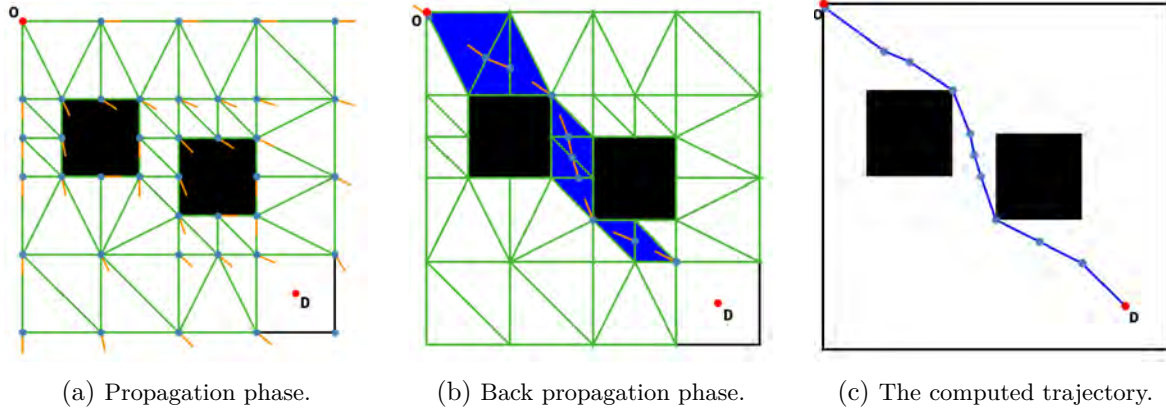 O
D
O
D
O
D
(a) Propagation phase.
(b) Back propagation phase.
(c) The computed trajectory.